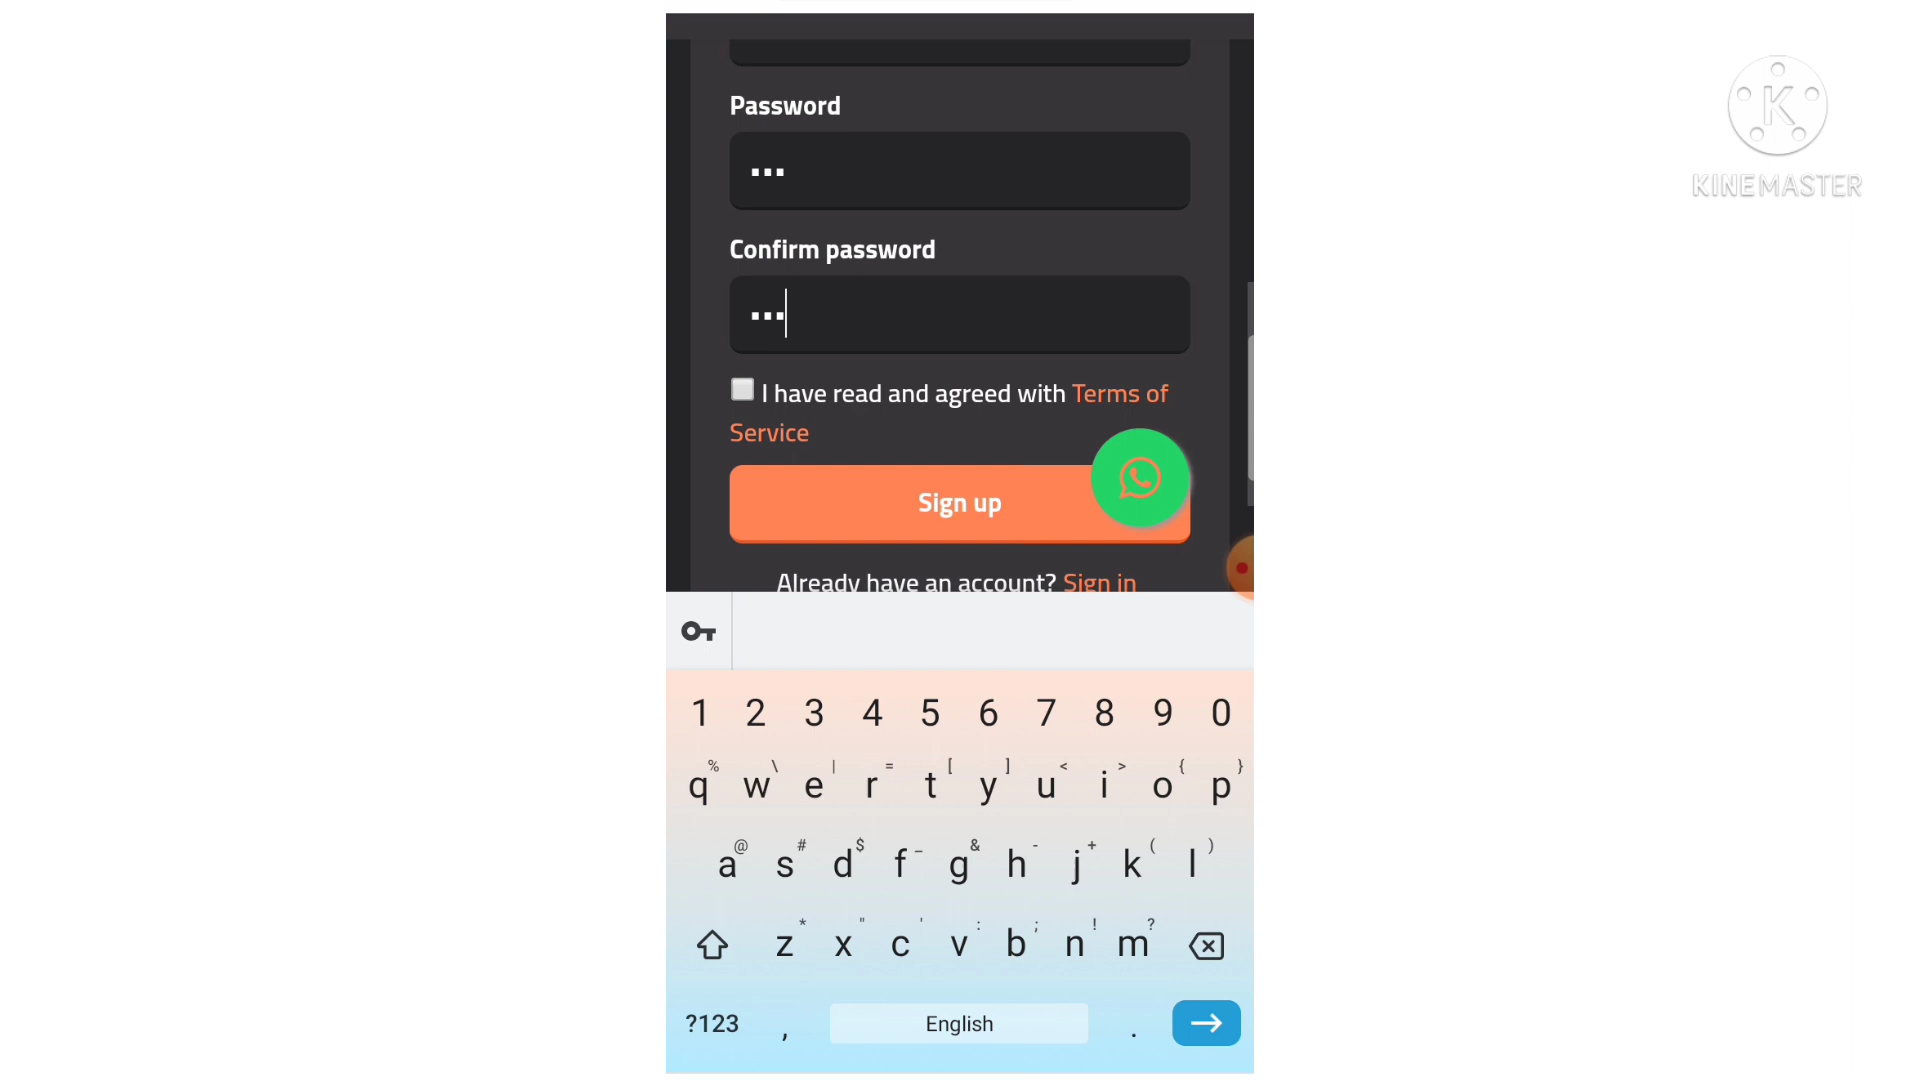 Password
•••
Confirm password
•••
I have read and agreed with Terms of
Service
Sign up
Already have an account? Sign in
1 2 3 4 5 6 7 8 9 0
% \ | = [ ] < > { }
q w e r t y u i o p
@ # $ _ & - + ( )
a s d f g h j k l
* " ' : ; ! ?
z x c v b n m
?123 , English .
K
KINEMASTER